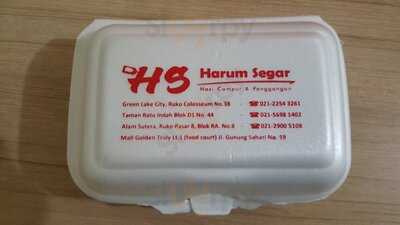 HS Harum Segar
Nasi Campur & Panggangan
Green Lake City, Ruko Colosseum No.38 - ☎ 021-2254 3261
Taman Ratu Indah Blok D1 No. 44 - ☎ 021-5698 1402
Alam Sutera, Ruko Pasar 8, Blok RA. No.8 - ☎ 021-2900 5108
Mall Golden Truly Lt.1 (food court) Jl. Gunung Sahari No. 59